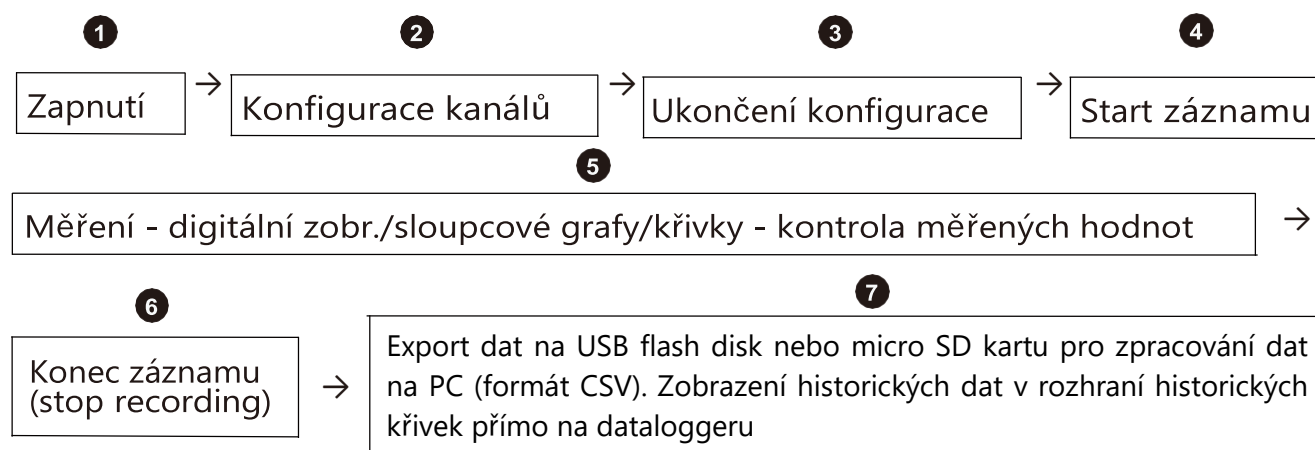 1 2 3 4
Zapnutí → Konfigurace kanálů → Ukončení konfigurace → Start záznamu
5
Měření - digitální zobr./sloupcové grafy/křivky - kontrola měřených hodnot →
6 7
Konec záznamu
(stop recording) →
Export dat na USB flash disk nebo micro SD kartu pro zpracování dat
na PC (formát CSV). Zobrazení historických dat v rozhraní historických
křivek přímo na dataloggeru